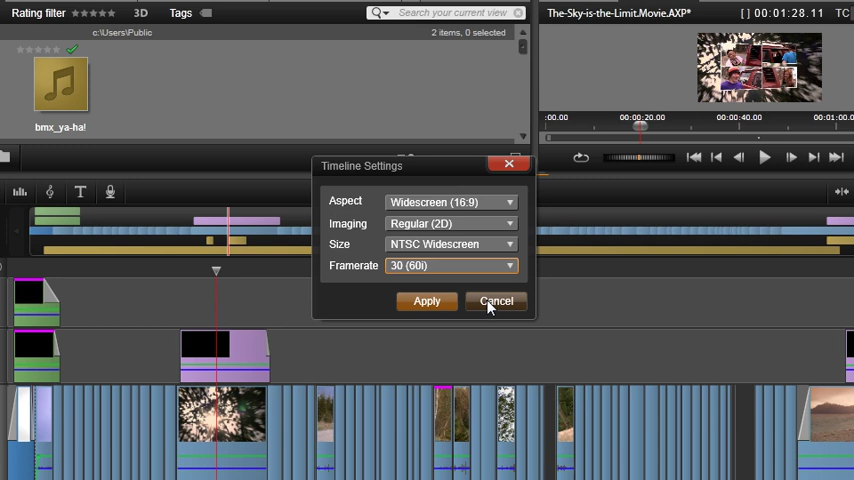 Rating filter
3D
Tags
Search your current view
The-Sky-is-the-Limit.Movie.AXP*
[ ] 00:01:28.11
TC
c:\Users\Public
2 items, 0 selected
bmx_ya-ha!
:00.00
00:00:20.00
00:00:40.00
00:01:00.
Timeline Settings
Aspect
Widescreen (16:9)
Imaging
Regular (2D)
Size
NTSC Widescreen
Framerate
30 (60i)
Apply
Cancel